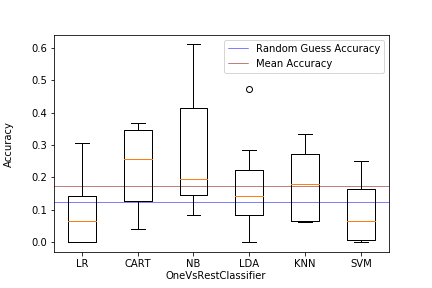 Random Guess Accuracy
Mean Accuracy
0.6
0.5
0.4
0.3
0.2
0.1
0.0
Accuracy
LR CART NB LDA KNN SVM
OneVsRestClassifier